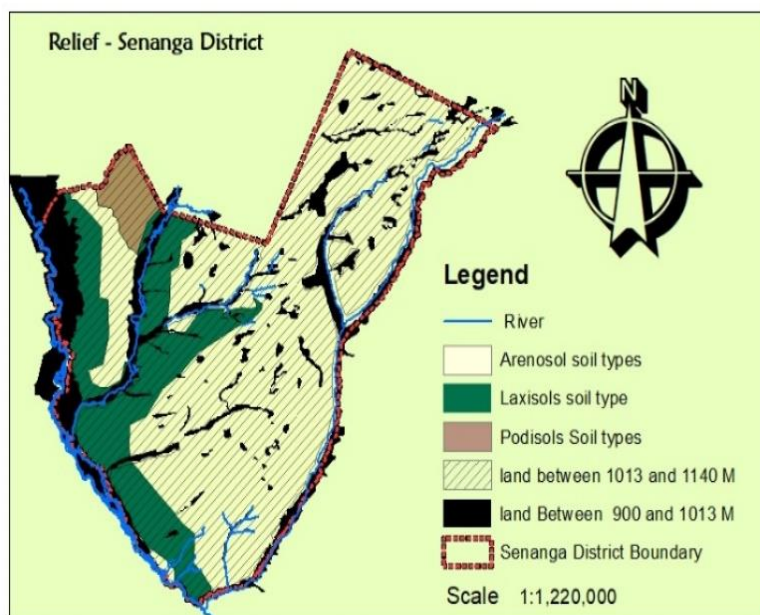 Relief - Senanga District
N
Legend
River
Arenosol soil types
Laxisols soil type
Podisols Soil types
land between 1013 and 1140 M
land Between 900 and 1013 M
Senanga District Boundary
Scale 1:1,220,000